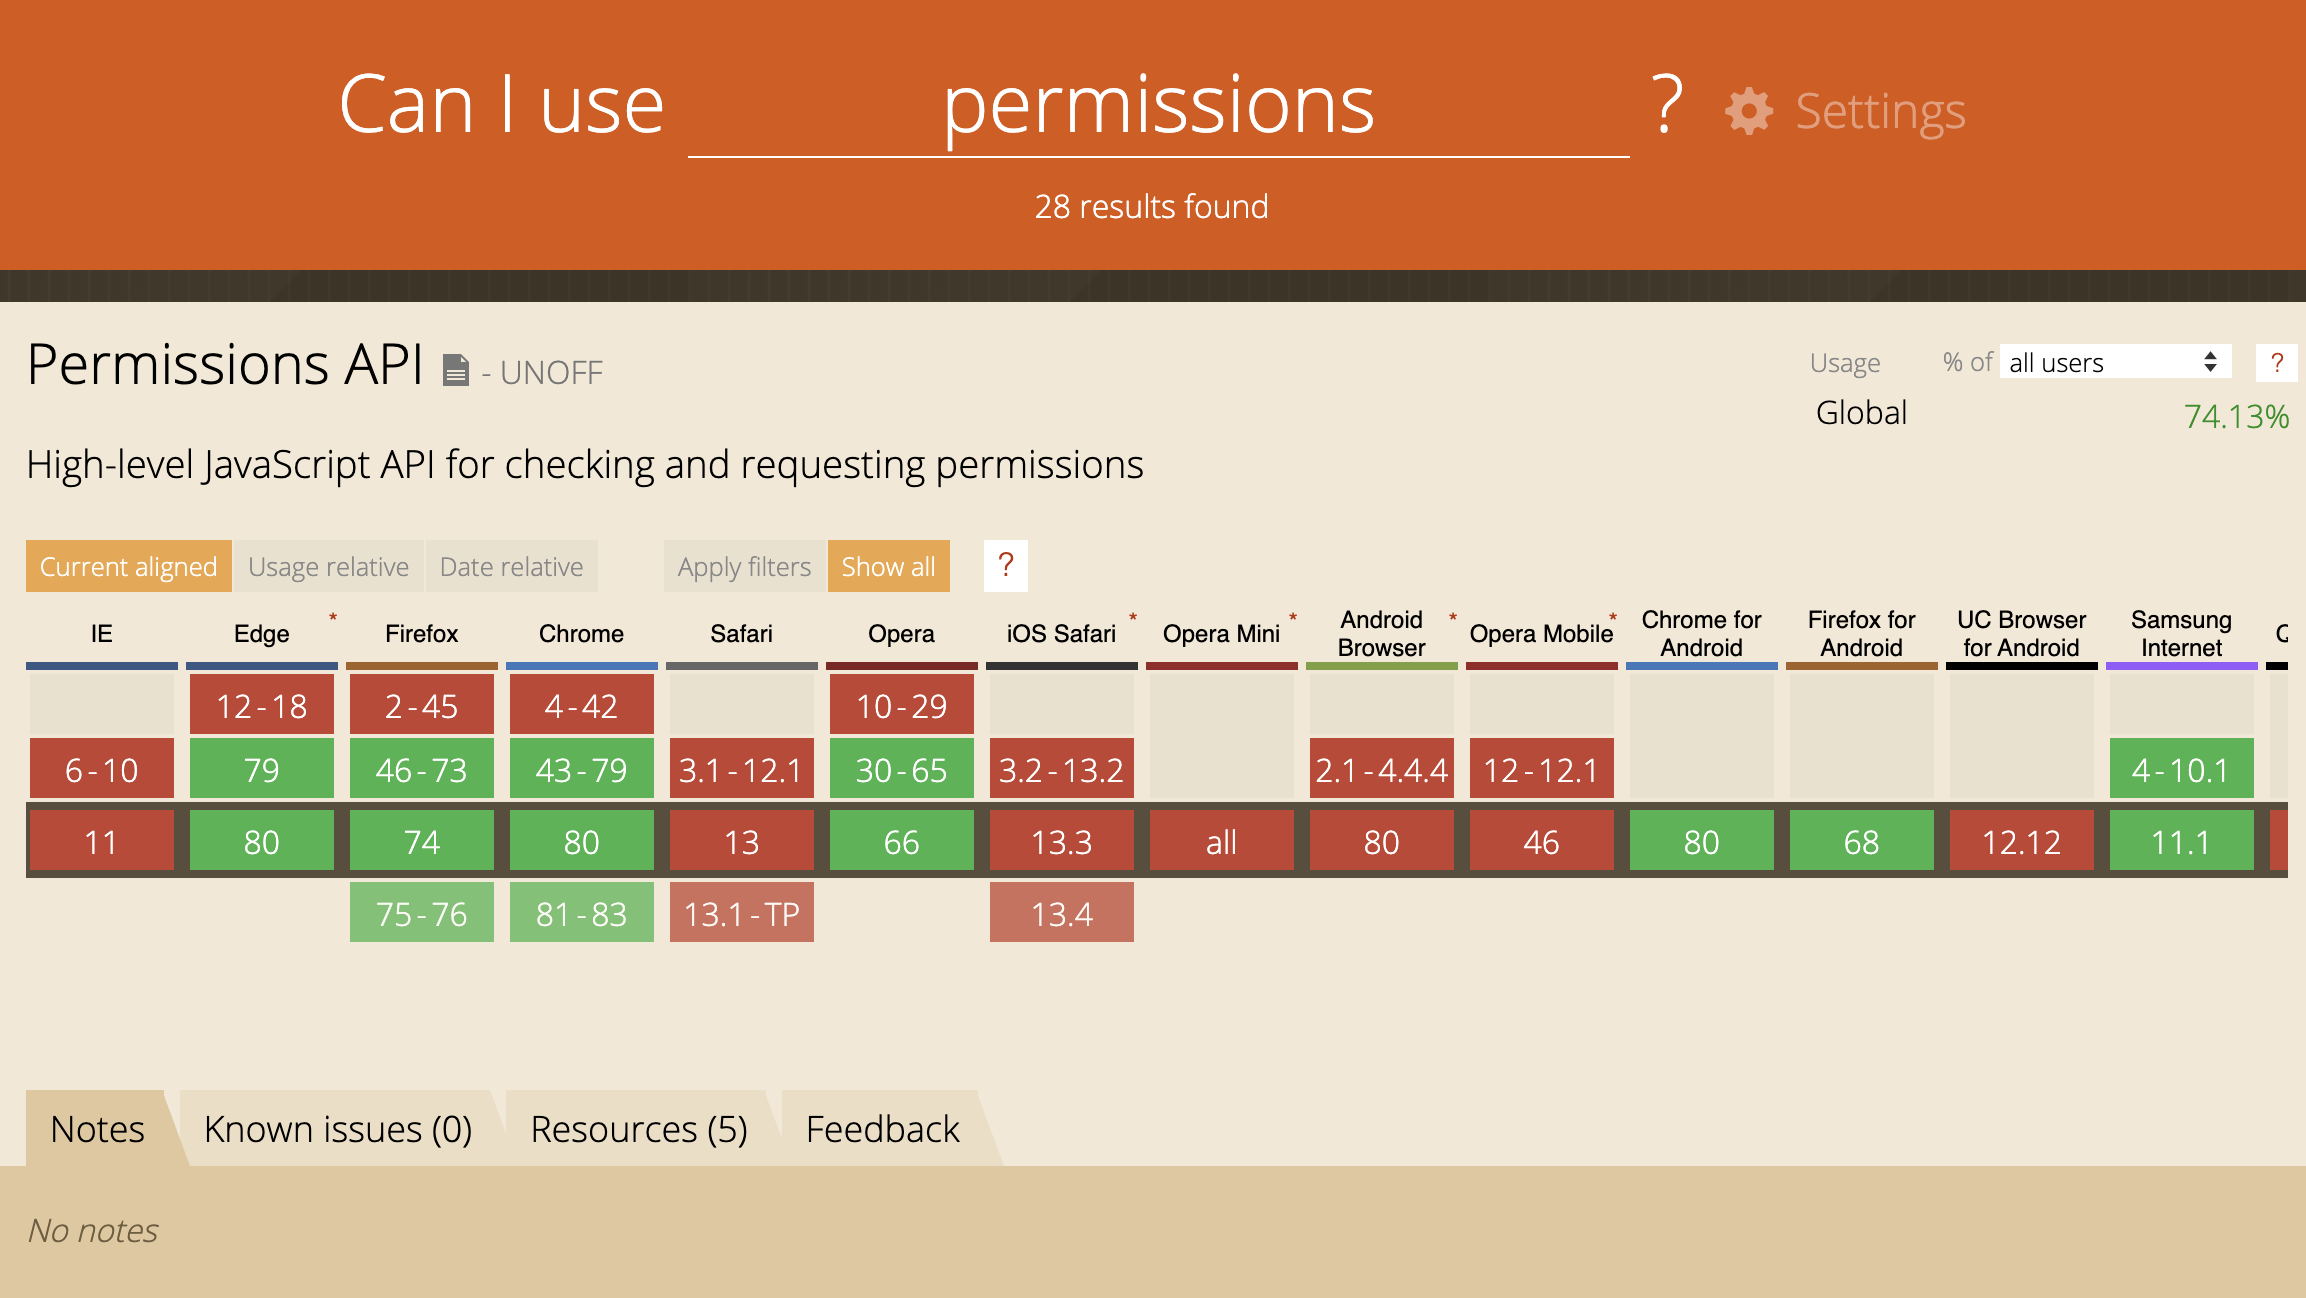 Can I use permissions ? Settings
28 results found
Permissions API - UNOFF
Usage % of all users ?
Global 74.13%
High-level JavaScript API for checking and requesting permissions
Current aligned Usage relative Date relative Apply filters Show all ?
IE Edge * Firefox Chrome Safari Opera iOS Safari * Opera Mini * Android Browser * Opera Mobile * Chrome for Android Firefox for Android UC Browser for Android Samsung Internet
12-18 2-45 4-42 10-29
6-10 79 46-73 43-79 3.1-12.1 30-65 3.2-13.2 2.1-4.4.4 12-12.1 4-10.1
11 80 74 80 13 66 13.3 all 80 46 80 68 12.12 11.1
75-76 81-83 13.1-TP 13.4
Notes Known issues (0) Resources (5) Feedback
No notes